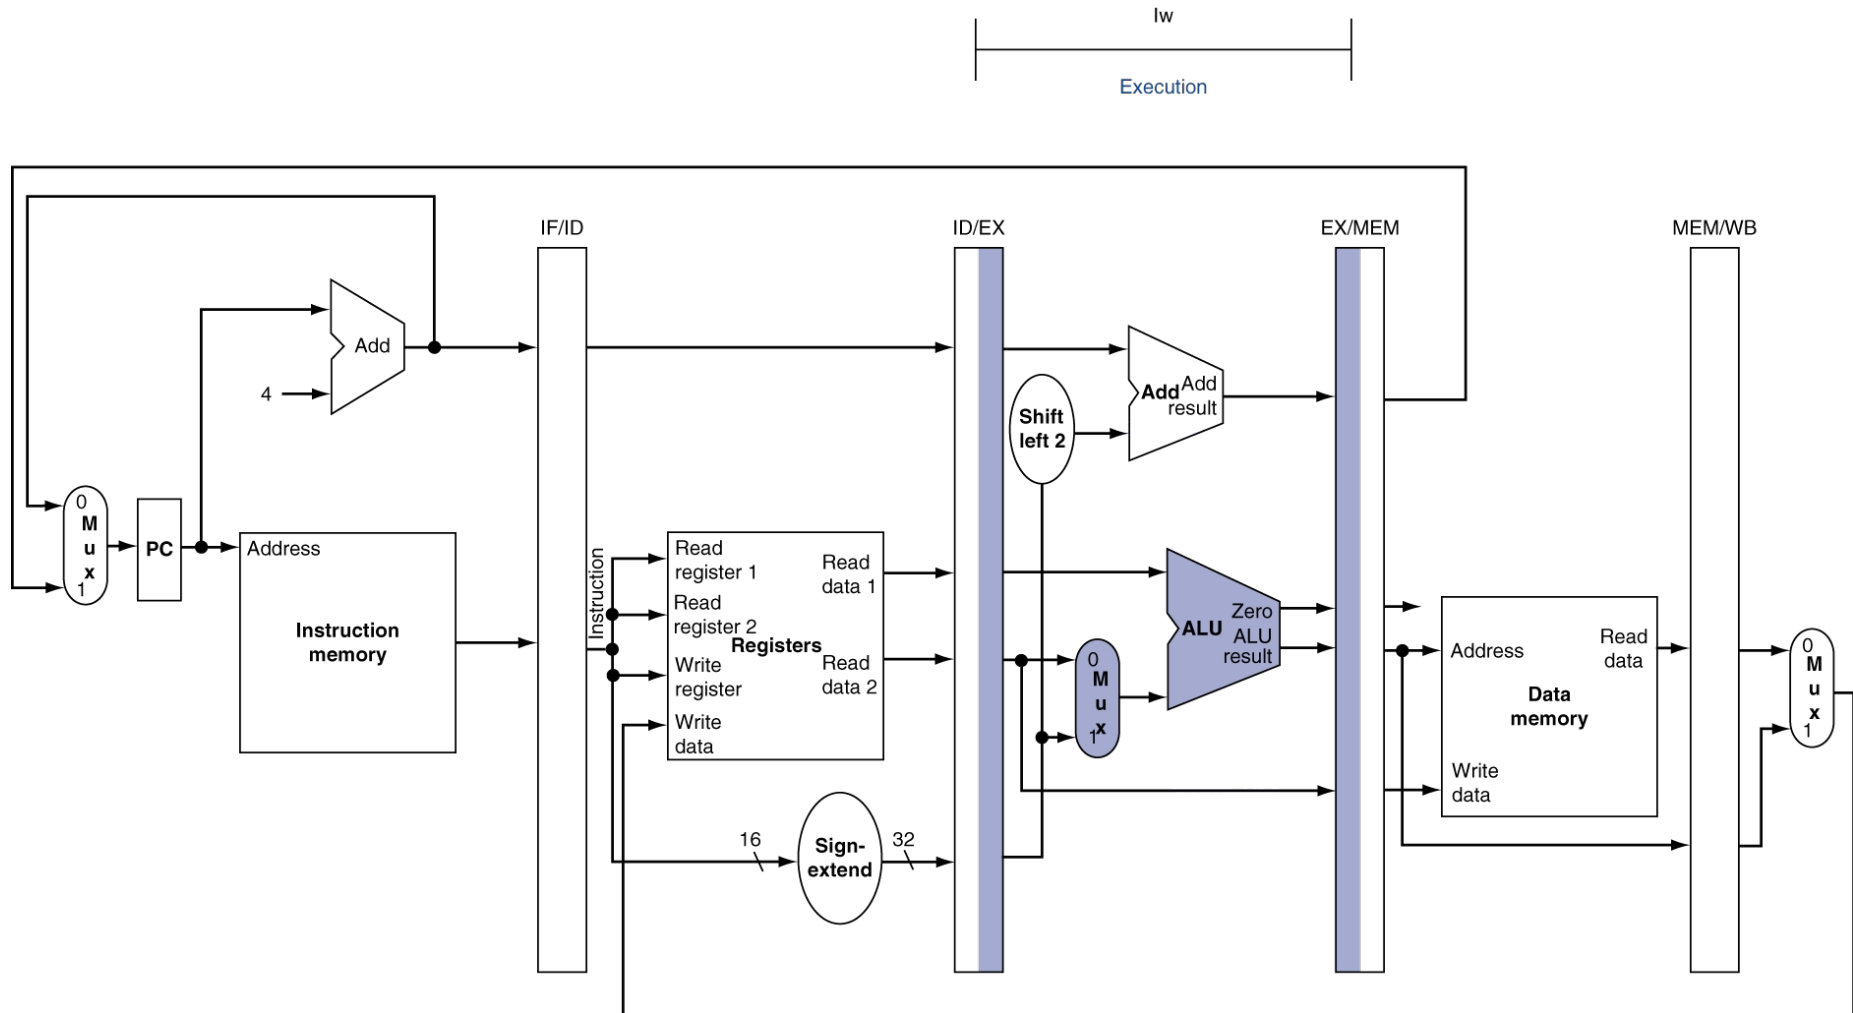 lw
Execution
IF/ID
ID/EX
EX/MEM
MEM/WB
Add
4
Add
Add
result
Shift
left 2
0
M
u
x
1
PC
Address
Instruction
memory
Instruction
Read
register 1
Read
register 2
Write
register
Write
data
Registers
Read
data 1
Read
data 2
16
Sign-
extend
32
0
M
u
x
1
ALU
Zero
ALU
result
Address
Read
data
Data
memory
Write
data
0
M
u
x
1